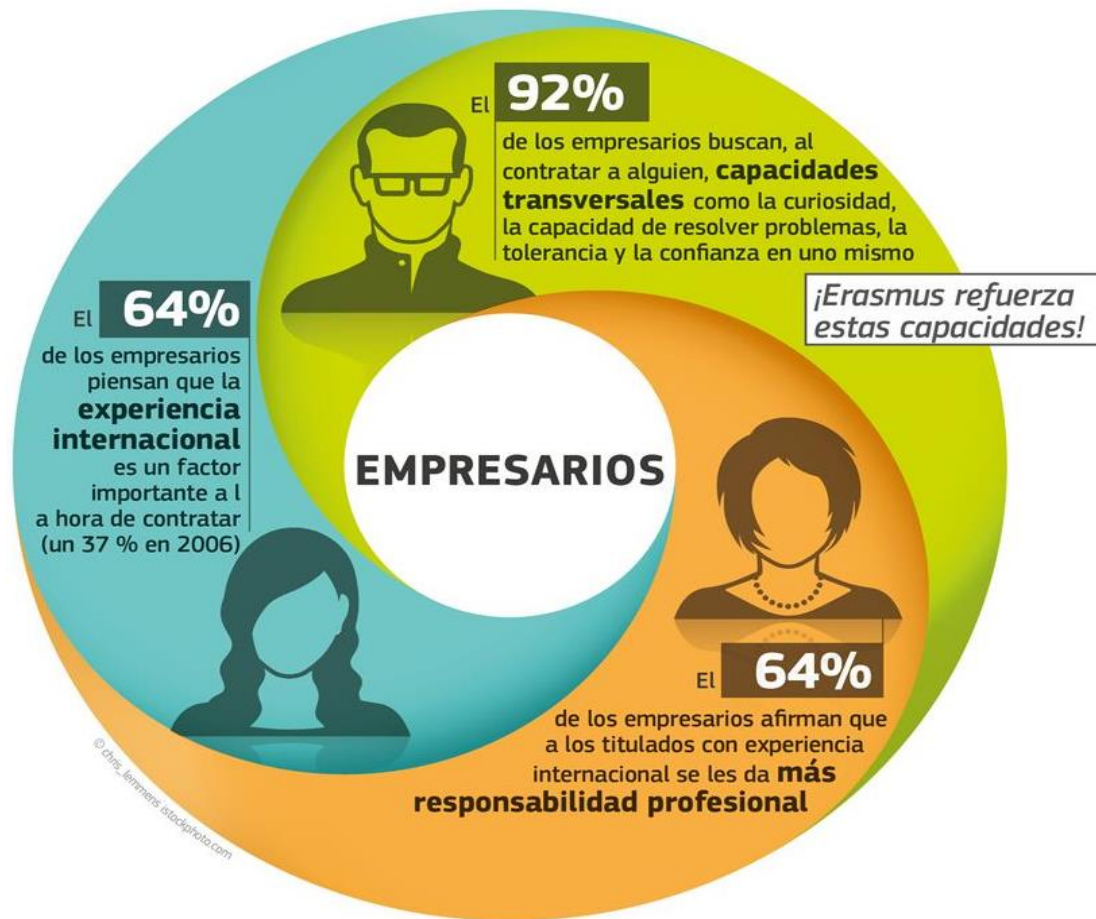 El 92%
de los empresarios buscan, al
contratar a alguien, capacidades
transversales como la curiosidad,
la capacidad de resolver problemas, la
tolerancia y la confianza en uno mismo
¡Erasmus refuerza
estas capacidades!
El 64%
de los empresarios
piensan que la
experiencia
internacional
es un factor
importante a l
a hora de contratar
(un 37 % en 2006)
EMPRESARIOS
El 64%
de los empresarios afirman que
a los titulados con experiencia
internacional se les da más
responsabilidad profesional
© chris_lemmens istockphoto.com